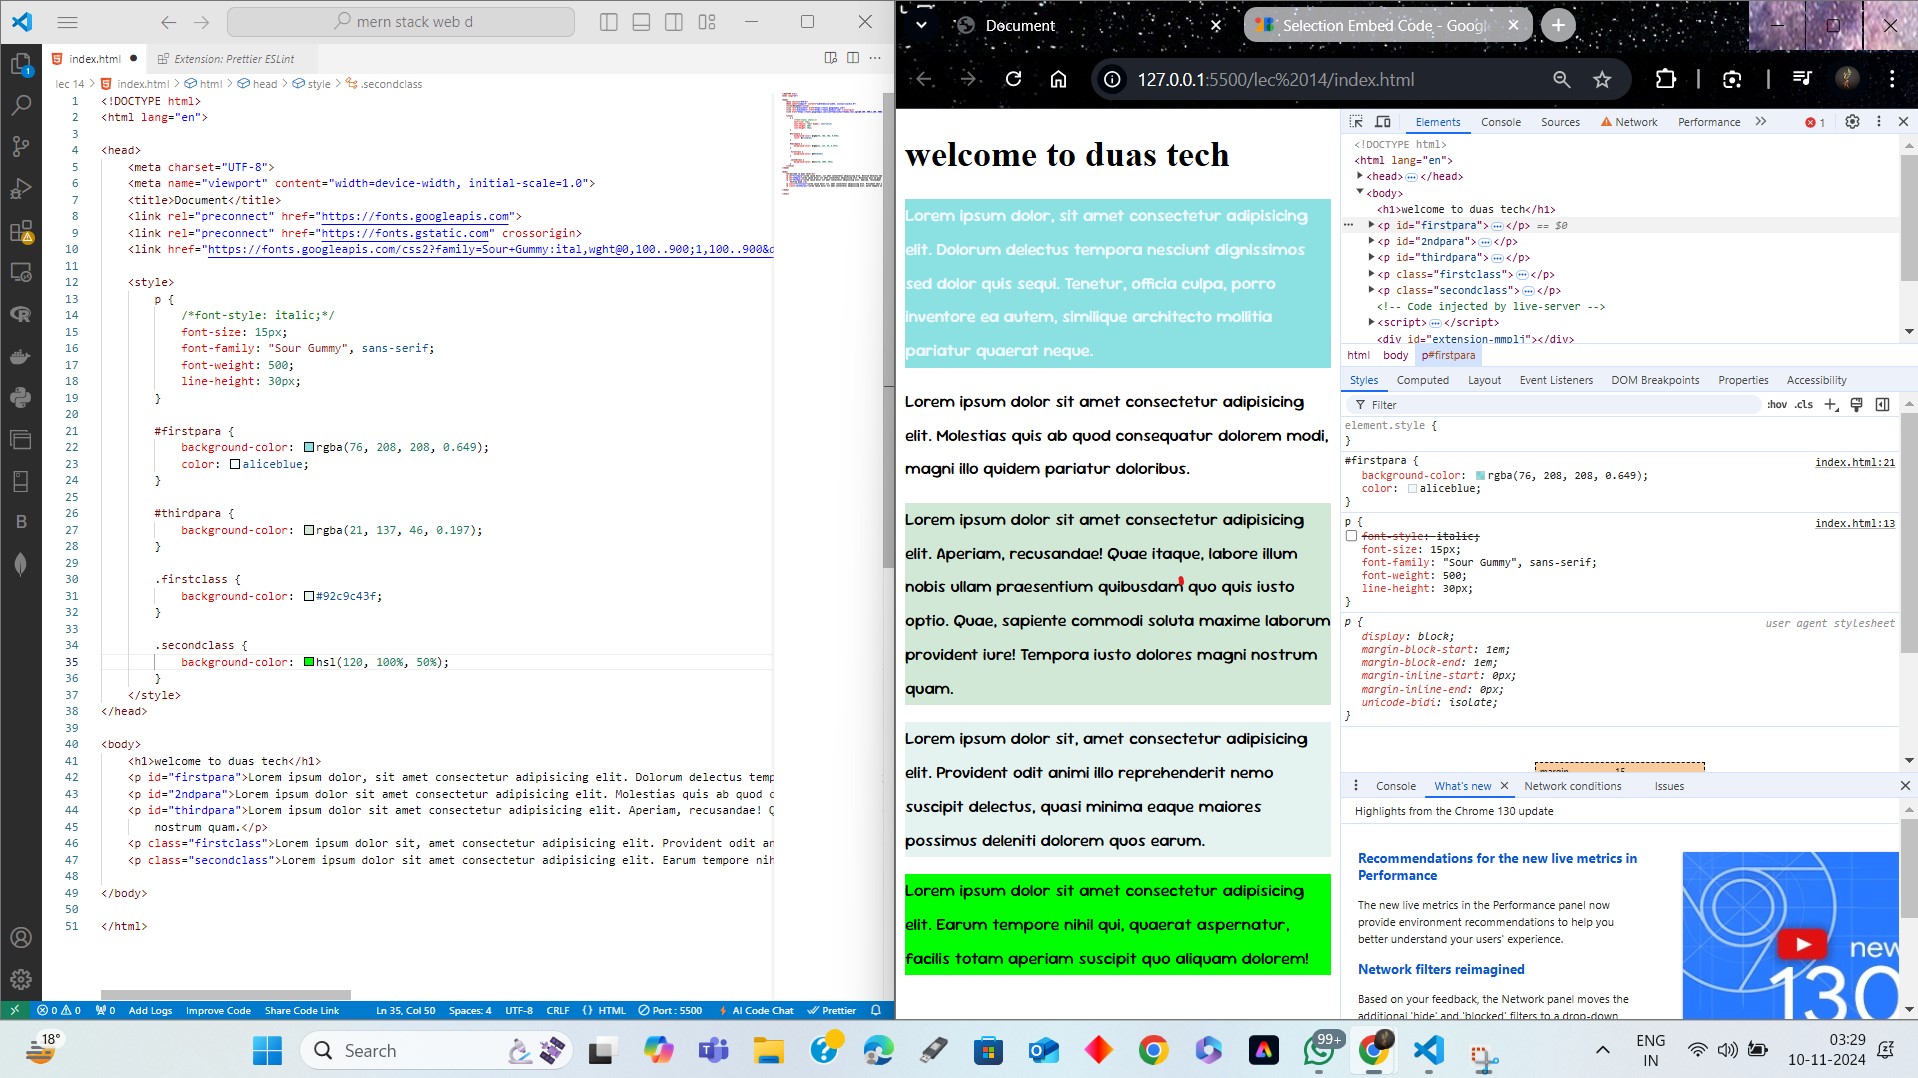 mern stack web d
index.html
Extension: Prettier ESLint
lec 14 > index.html > html > head > style > .secondclass
1 <!DOCTYPE html>
2 <html lang="en">
3
4 <head>
5 <meta charset="UTF-8">
6 <meta name="viewport" content="width=device-width, initial-scale=1.0">
7 <title>Document</title>
8 <link rel="preconnect" href="https://fonts.googleapis.com">
9 <link rel="preconnect" href="https://fonts.gstatic.com" crossorigin>
10 <link href="https://fonts.googleapis.com/css2?family=Sour+Gummy:ital,wght@0,100..900;1,100..900&d
11
12 <style>
13 p {
14 /*font-style: italic;*/
15 font-size: 15px;
16 font-family: "Sour Gummy", sans-serif;
17 font-weight: 500;
18 line-height: 30px;
19 }
20
21 #firstpara {
22 background-color: rgba(76, 208, 208, 0.649);
23 color: aliceblue;
24 }
25
26 #thirdpara {
27 background-color: rgba(21, 137, 46, 0.197);
28 }
29
30 .firstclass {
31 background-color: #92c9c43f;
32 }
33
34 .secondclass {
35 background-color: hsl(120, 100%, 50%);
36 }
37 </style>
38 </head>
39
40 <body>
41 <h1>welcome to duas tech</h1>
42 <p id="firstpara">Lorem ipsum dolor, sit amet consectetur adipisicing elit. Dolorum delectus temp
43 <p id="2ndpara">Lorem ipsum dolor sit amet consectetur adipisicing elit. Molestias quis ab quod c
44 <p id="thirdpara">Lorem ipsum dolor sit amet consectetur adipisicing elit. Aperiam, recusandae! Q
45 nostrum quam.</p>
46 <p class="firstclass">Lorem ipsum dolor sit, amet consectetur adipisicing elit. Provident odit an
47 <p class="secondclass">Lorem ipsum dolor sit amet consectetur adipisicing elit. Earum tempore nih
48
49 </body>
50
51 </html>
0 0 0 Add Logs Improve Code Share Code Link Ln 35, Col 50 Spaces: 4 UTF-8 CRLF {} HTML Port : 5500 AI Code Chat Prettier
Document
Selection Embed Code - Google
127.0.0.1:5500/lec%2014/index.html
welcome to duas tech
Lorem ipsum dolor, sit amet consectetur adipisicing
elit. Dolorum delectus tempora nesciunt dignissimos
sed dolor quis sequi. Tenetur, officia culpa, porro
inventore ea autem, similique architecto mollitia
pariatur quaerat neque.
Lorem ipsum dolor sit amet consectetur adipisicing
elit. Molestias quis ab quod consequatur dolorem modi,
magni illo quidem pariatur doloribus.
Lorem ipsum dolor sit amet consectetur adipisicing
elit. Aperiam, recusandae! Quae itaque, labore illum
nobis ullam praesentium quibusdam quo quis iusto
optio. Quae, sapiente commodi soluta maxime laborum
provident iure! Tempora iusto dolores magni nostrum
quam.
Lorem ipsum dolor sit, amet consectetur adipisicing
elit. Provident odit animi illo reprehenderit nemo
suscipit delectus, quasi minima eaque maiores
possimus deleniti dolorem quos earum.
Lorem ipsum dolor sit amet consectetur adipisicing
elit. Earum tempore nihil qui, quaerat aspernatur,
facilis totam aperiam suscipit quo aliquam dolorem!
Elements Console Sources Network Performance 1
<!DOCTYPE html>
<html lang="en">
<head> … </head>
<body>
<h1>welcome to duas tech</h1>
<p id="firstpara"> … </p> == $0
<p id="2ndpara"> … </p>
<p id="thirdpara"> … </p>
<p class="firstclass"> … </p>
<p class="secondclass"> … </p>
<!-- Code injected by live-server -->
<script> … </script>
<div id="extension-mmplj"></div>
html body p#firstpara
Styles Computed Layout Event Listeners DOM Breakpoints Properties Accessibility
Filter :hov .cls
element.style {
}
#firstpara { index.html:21
background-color: rgba(76, 208, 208, 0.649);
color: aliceblue;
}
p { index.html:13
font-style: italic;
font-size: 15px;
font-family: "Sour Gummy", sans-serif;
font-weight: 500;
line-height: 30px;
}
p { user agent stylesheet
display: block;
margin-block-start: 1em;
margin-block-end: 1em;
margin-inline-start: 0px;
margin-inline-end: 0px;
unicode-bidi: isolate;
}
margin 15
Console What's new Network conditions Issues
Highlights from the Chrome 130 update
Recommendations for the new live metrics in
Performance
The new live metrics in the Performance panel now
provide environment recommendations to help you
better understand your users' experience.
Network filters reimagined
Based on your feedback, the Network panel moves the
additional 'hide' and 'blocked' filters to a drop-down
new
130
18°
Search
99+
ENG
IN
03:29
10-11-2024